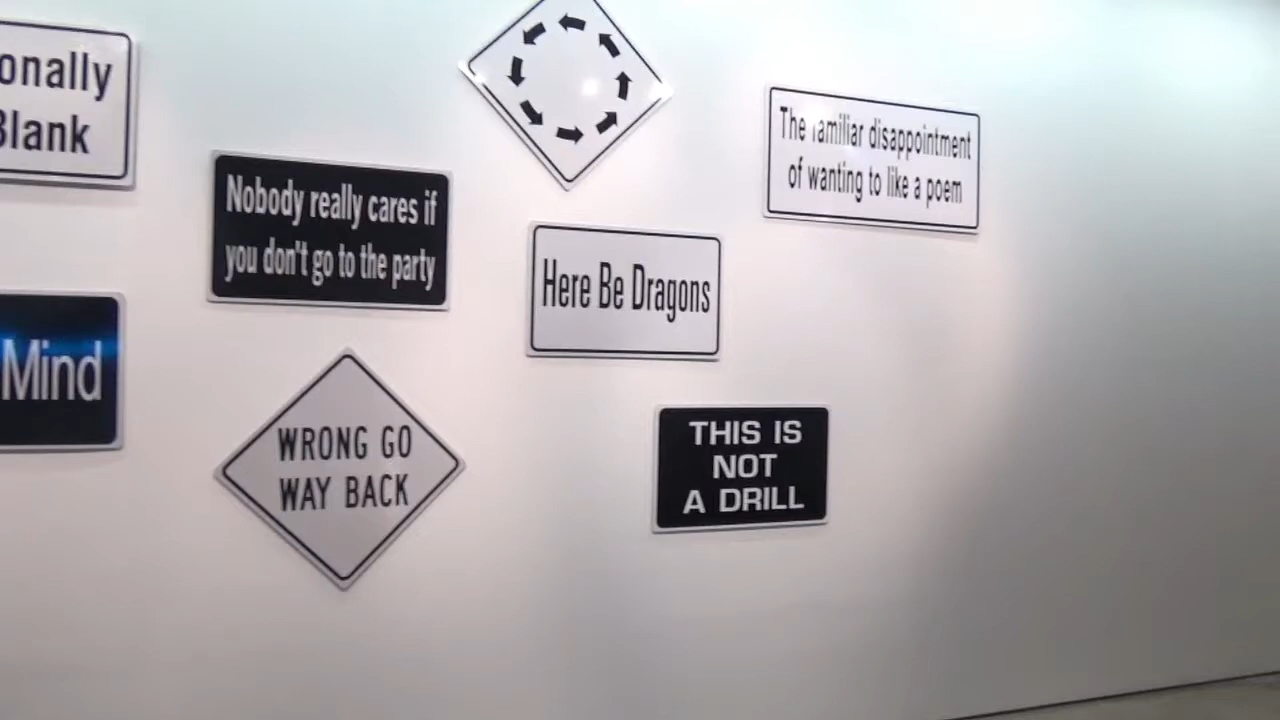 onally
Blank
Nobody really cares if
you don't go to the party
The familiar disappointment
of wanting to like a poem
Here Be Dragons
Mind
WRONG GO
WAY BACK
THIS IS
NOT
A DRILL